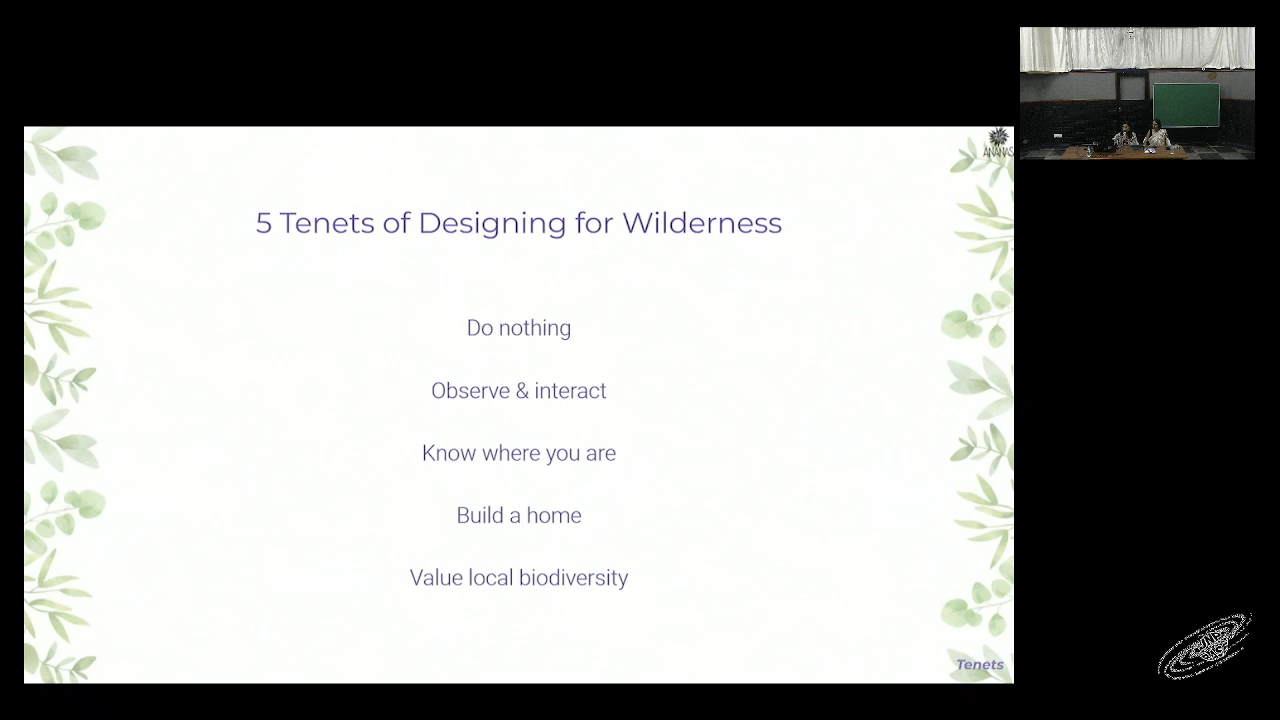 ANANAS
5 Tenets of Designing for Wilderness
Do nothing
Observe & interact
Know where you are
Build a home
Value local biodiversity
Tenets